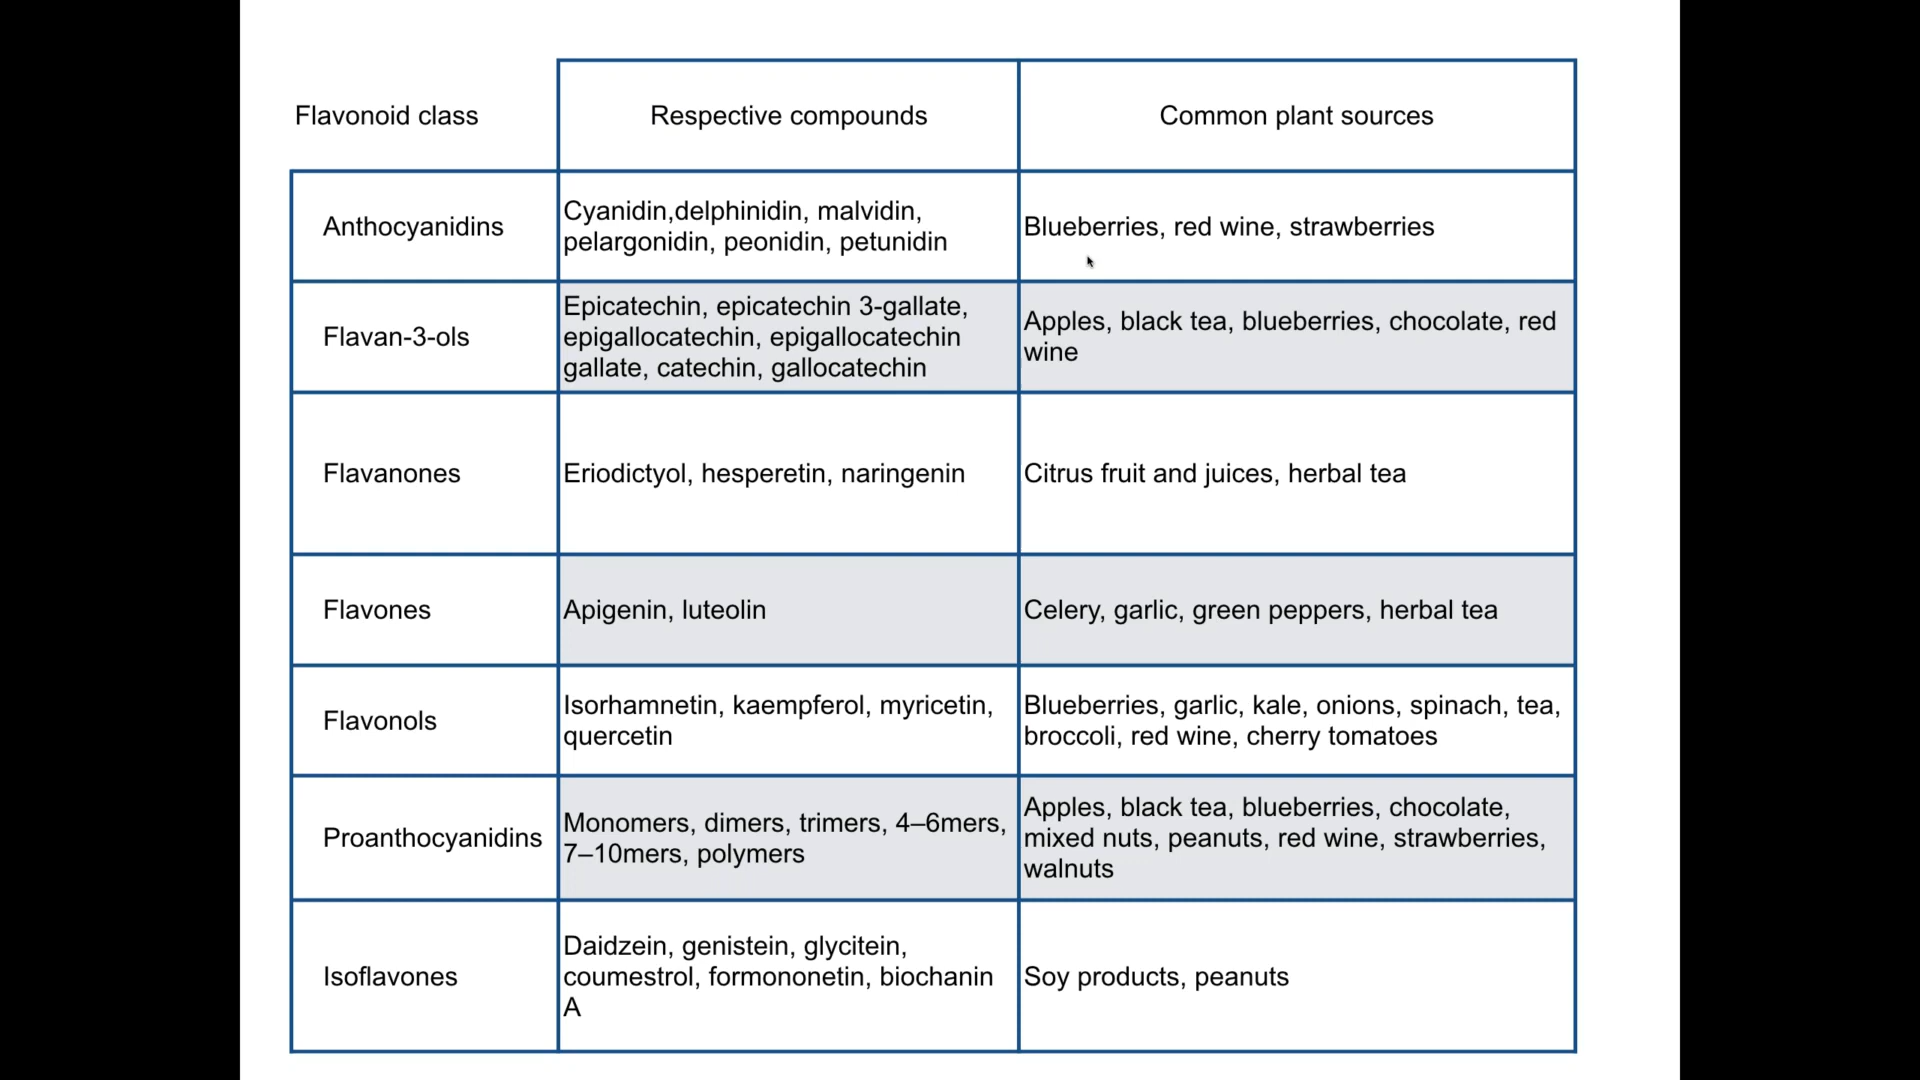 Flavonoid class
Respective compounds
Common plant sources
Anthocyanidins
Cyanidin,delphinidin, malvidin,
pelargonidin, peonidin, petunidin
Blueberries, red wine, strawberries
Flavan-3-ols
Epicatechin, epicatechin 3-gallate,
epigallocatechin, epigallocatechin
gallate, catechin, gallocatechin
Apples, black tea, blueberries, chocolate, red
wine
Flavanones
Eriodictyol, hesperetin, naringenin
Citrus fruit and juices, herbal tea
Flavones
Apigenin, luteolin
Celery, garlic, green peppers, herbal tea
Flavonols
Isorhamnetin, kaempferol, myricetin,
quercetin
Blueberries, garlic, kale, onions, spinach, tea,
broccoli, red wine, cherry tomatoes
Proanthocyanidins
Monomers, dimers, trimers, 4–6mers,
7–10mers, polymers
Apples, black tea, blueberries, chocolate,
mixed nuts, peanuts, red wine, strawberries,
walnuts
Isoflavones
Daidzein, genistein, glycitein,
coumestrol, formononetin, biochanin
A
Soy products, peanuts